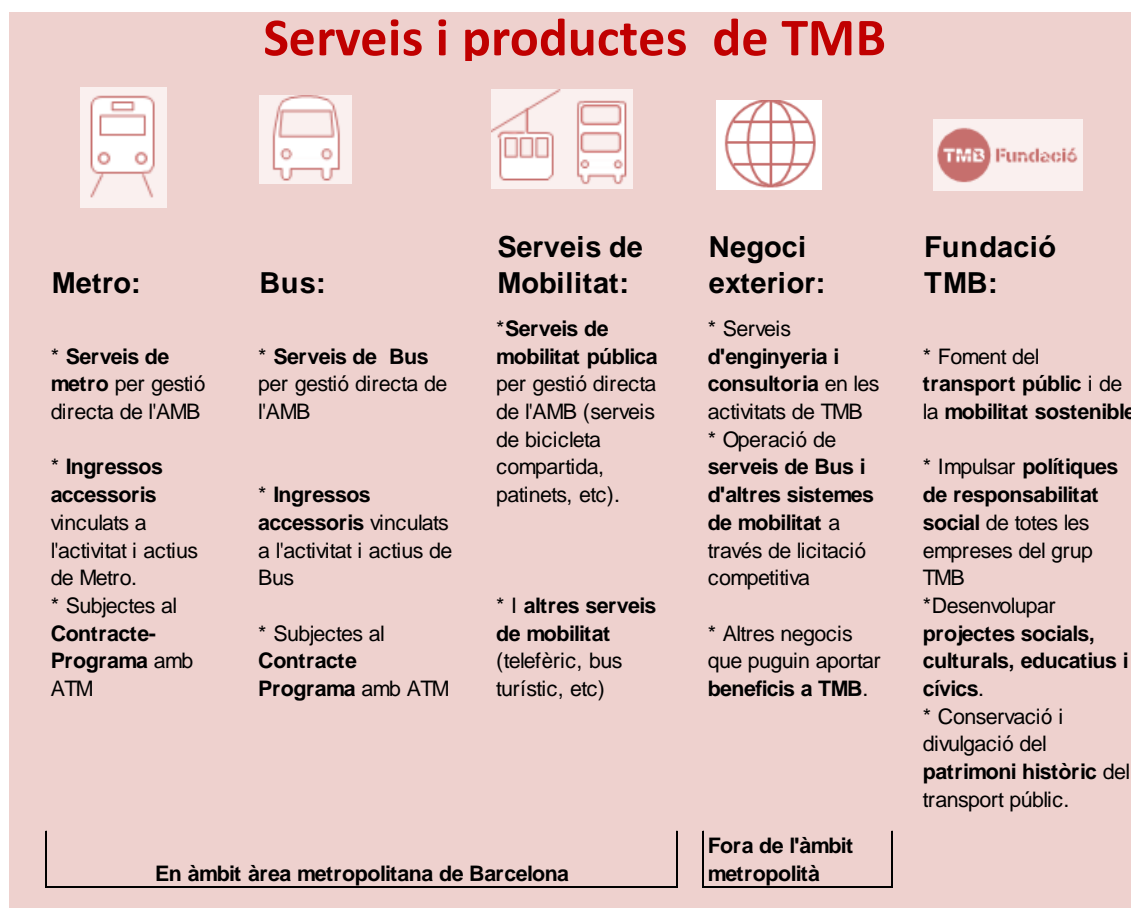 Serveis i productes de TMB
TMB Fundació
Metro:
* Serveis de
metro per gestió
directa de l'AMB
* Ingressos
accessoris
vinculats a
l'activitat i actius
de Metro.
* Subjectes al
Contracte-
Programa amb
ATM
Bus:
* Serveis de Bus
per gestió directa de
l'AMB
* Ingressos
accessoris vinculats
a l'activitat i actius de
Bus
* Subjectes al
Contracte
Programa amb ATM
Serveis de
Mobilitat:
*Serveis de
mobilitat pública
per gestió directa
de l'AMB (serveis
de bicicleta
compartida,
patinets, etc).
* I altres serveis
de mobilitat
(telefèric, bus
turístic, etc)
Negoci
exterior:
* Serveis
d'enginyeria i
consultoria en les
activitats de TMB
* Operació de
serveis de Bus i
d'altres sistemes
de mobilitat a
través de licitació
competitiva
* Altres negocis
que puguin aportar
beneficis a TMB.
Fundació
TMB:
* Foment del
transport públic i de
la mobilitat sostenible
* Impulsar polítiques
de responsabilitat
social de totes les
empreses del grup
TMB
*Desenvolupar
projectes socials,
culturals, educatius i
cívics.
* Conservació i
divulgació del
patrimoni històric del
transport públic.
En àmbit àrea metropolitana de Barcelona
Fora de l'àmbit
metropolità